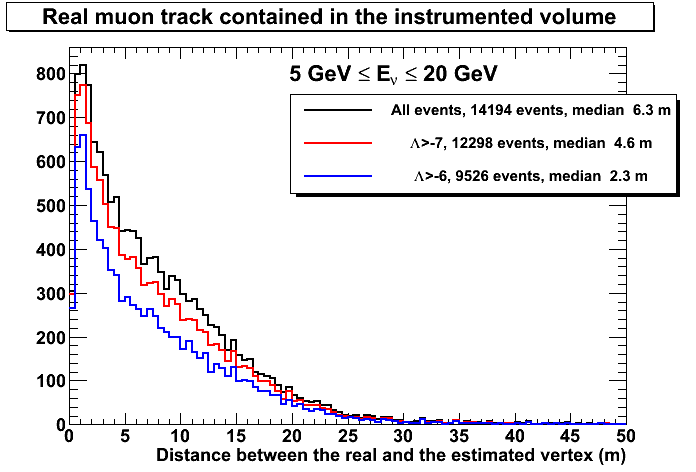 Real muon track contained in the instrumented volume
5 GeV ≤ Eν ≤ 20 GeV
All events, 14194 events, median 6.3 m
Λ>-7, 12298 events, median 4.6 m
Λ>-6, 9526 events, median 2.3 m
800
700
600
500
400
300
200
100
0
0 5 10 15 20 25 30 35 40 45 50
Distance between the real and the estimated vertex (m)